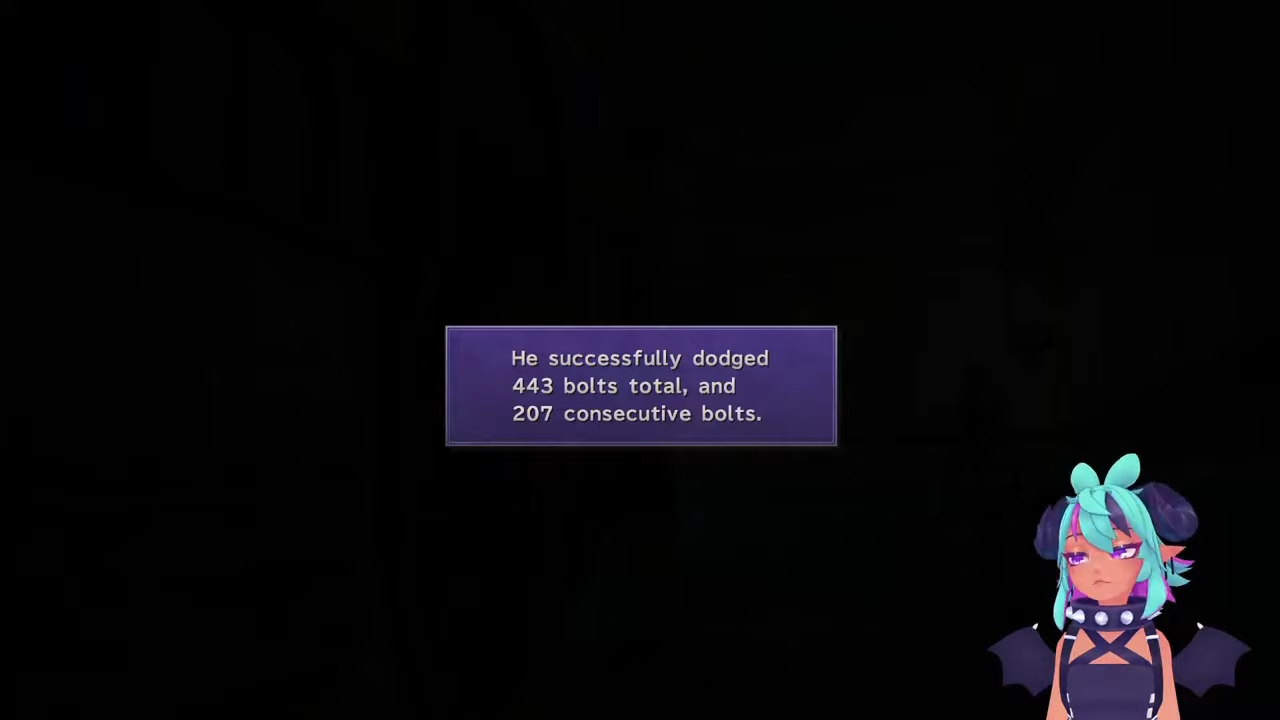 He successfully dodged
443 bolts total, and
207 consecutive bolts.